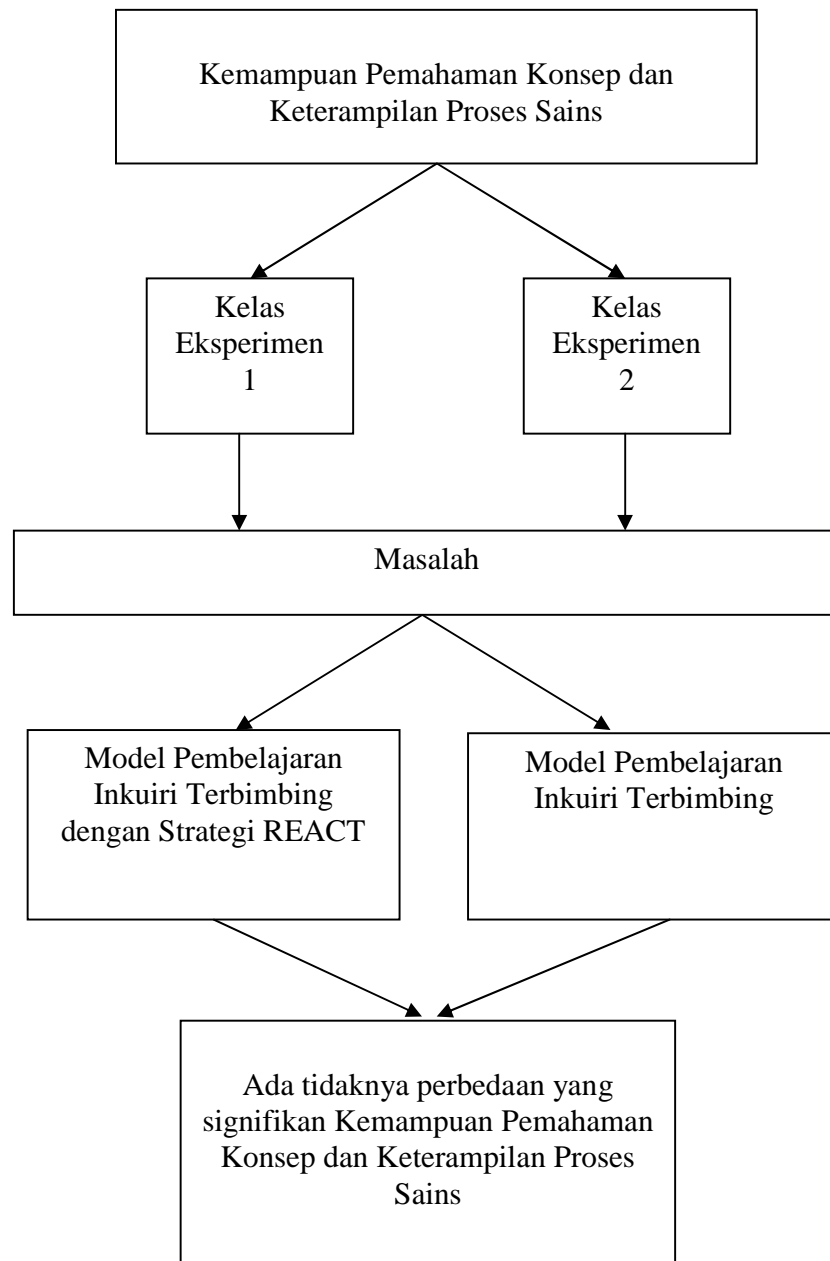 Kemampuan Pemahaman Konsep dan
Keterampilan Proses Sains
Kelas
Eksperimen
1
Kelas
Eksperimen
2
Masalah
Model Pembelajaran
Inkuiri Terbimbing
dengan Strategi REACT
Model Pembelajaran
Inkuiri Terbimbing
Ada tidaknya perbedaan yang
signifikan Kemampuan Pemahaman
Konsep dan Keterampilan Proses
Sains